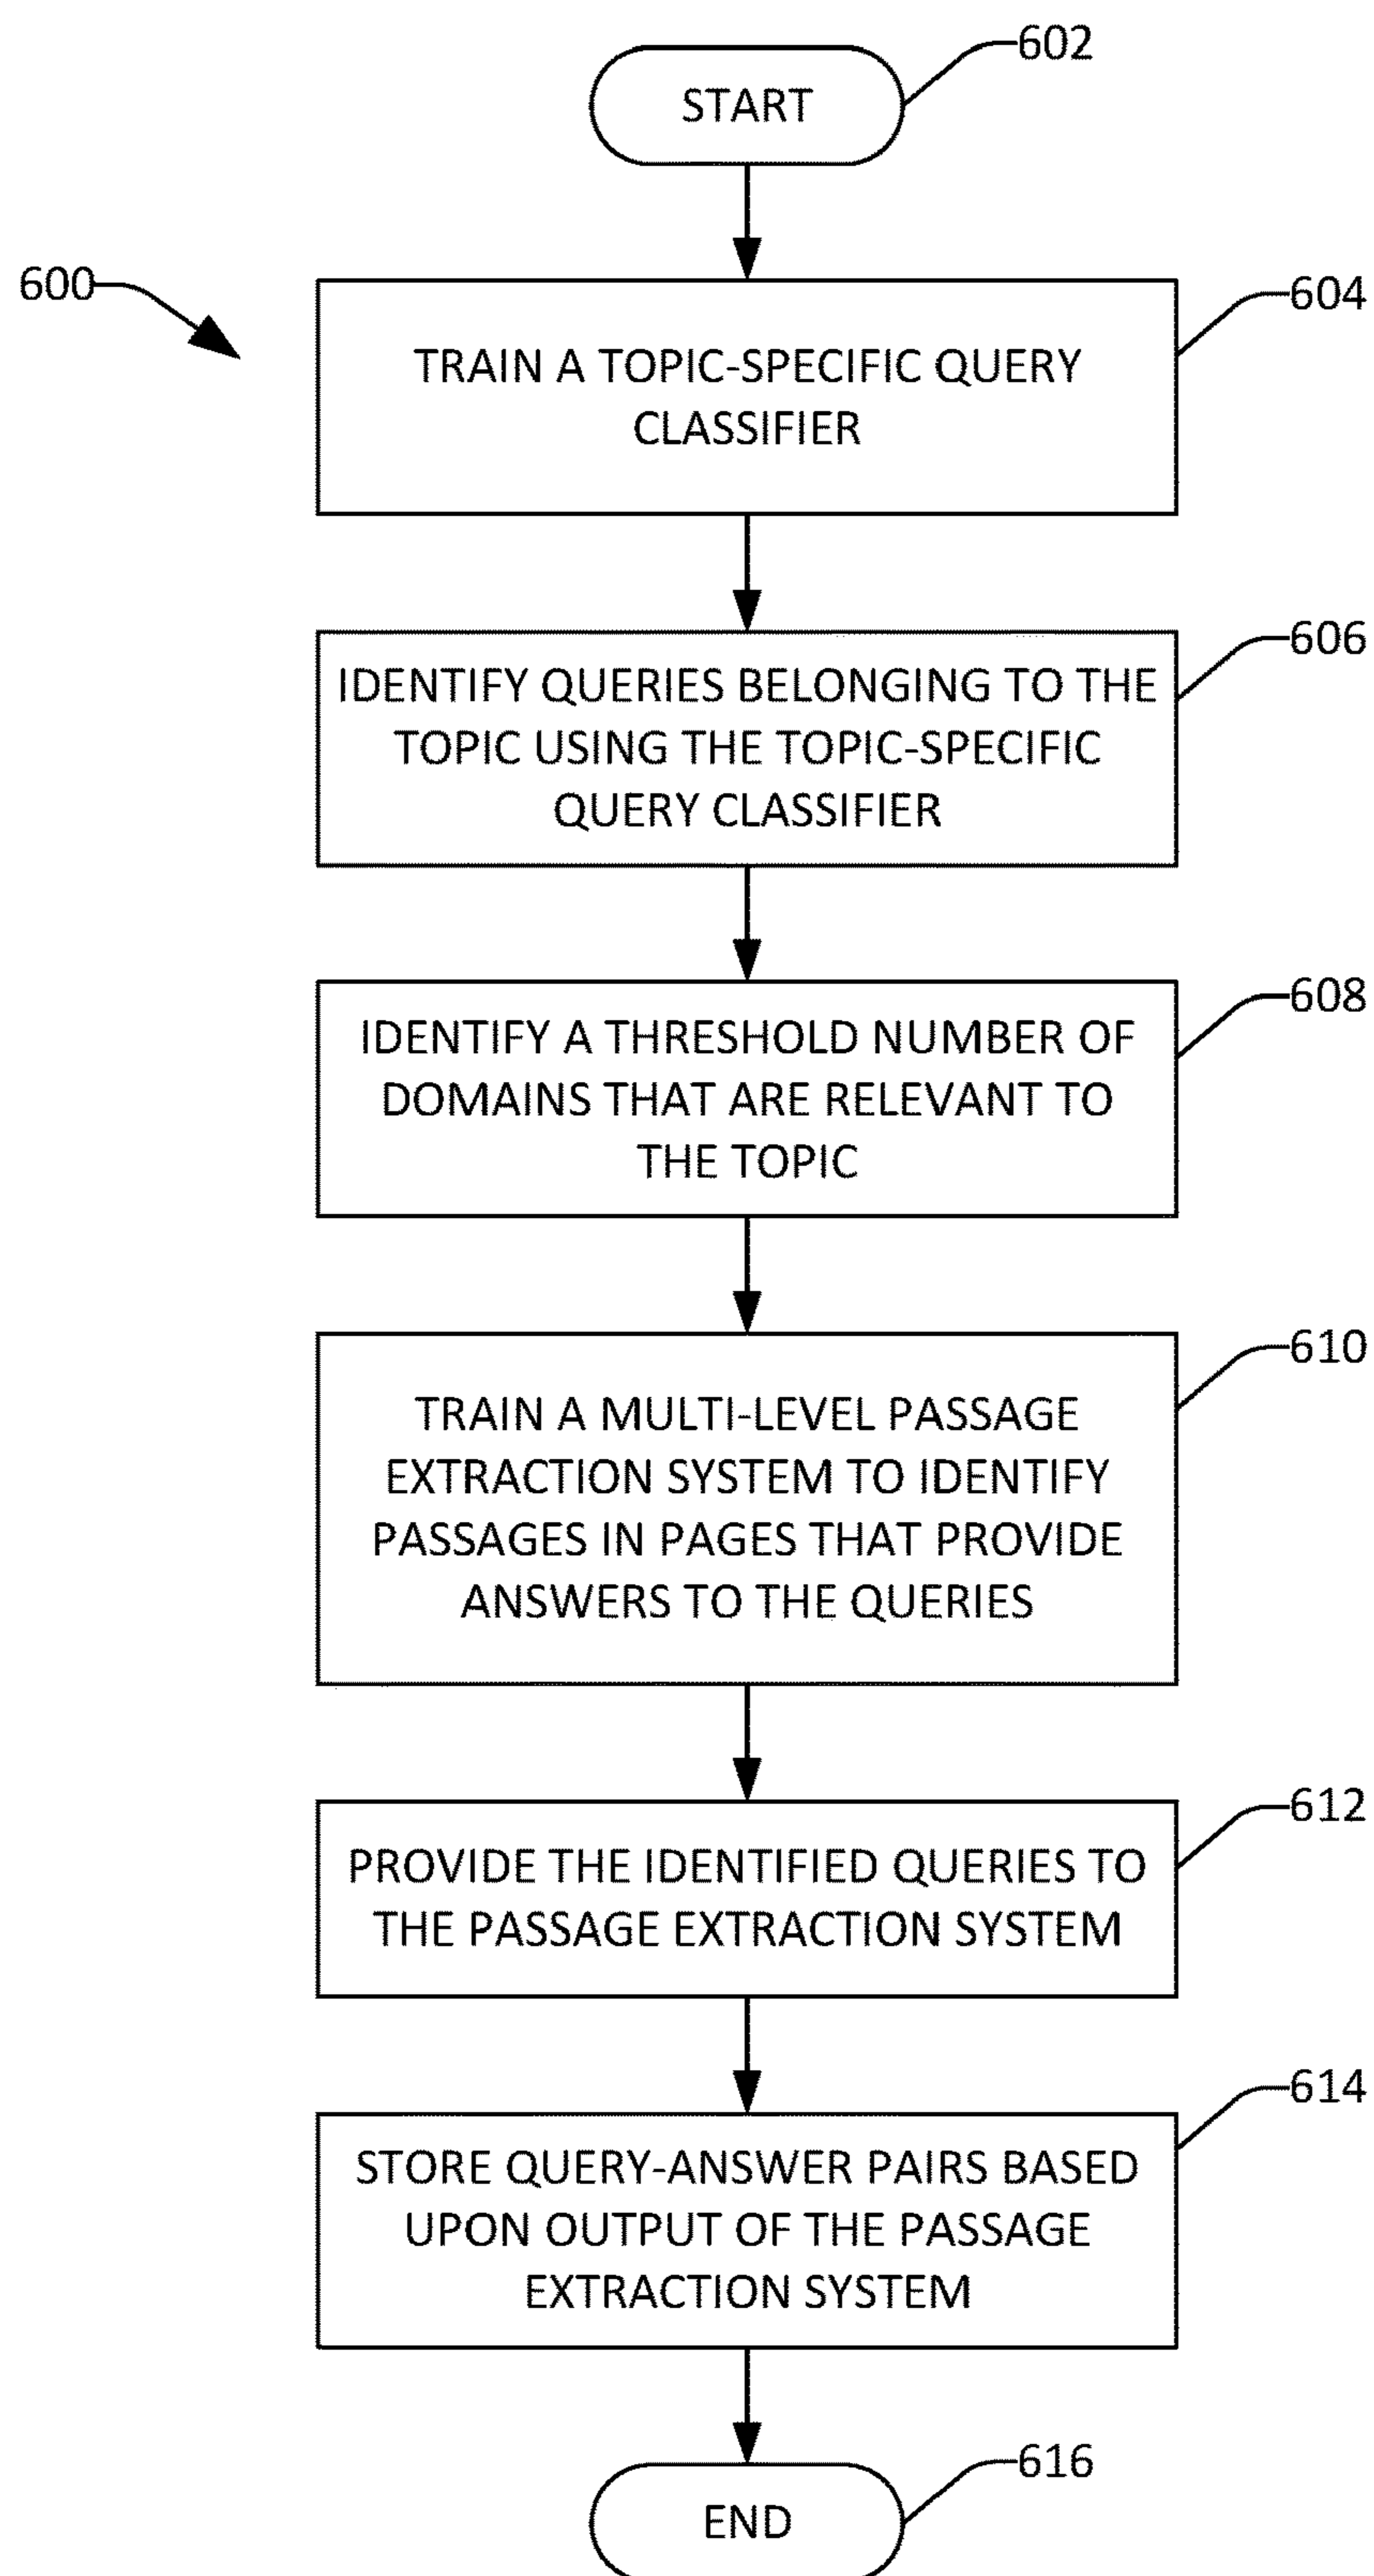 602
START
600
604
TRAIN A TOPIC-SPECIFIC QUERY
CLASSIFIER
606
IDENTIFY QUERIES BELONGING TO THE
TOPIC USING THE TOPIC-SPECIFIC
QUERY CLASSIFIER
608
IDENTIFY A THRESHOLD NUMBER OF
DOMAINS THAT ARE RELEVANT TO
THE TOPIC
610
TRAIN A MULTI-LEVEL PASSAGE
EXTRACTION SYSTEM TO IDENTIFY
PASSAGES IN PAGES THAT PROVIDE
ANSWERS TO THE QUERIES
612
PROVIDE THE IDENTIFIED QUERIES TO
THE PASSAGE EXTRACTION SYSTEM
614
STORE QUERY-ANSWER PAIRS BASED
UPON OUTPUT OF THE PASSAGE
EXTRACTION SYSTEM
616
END